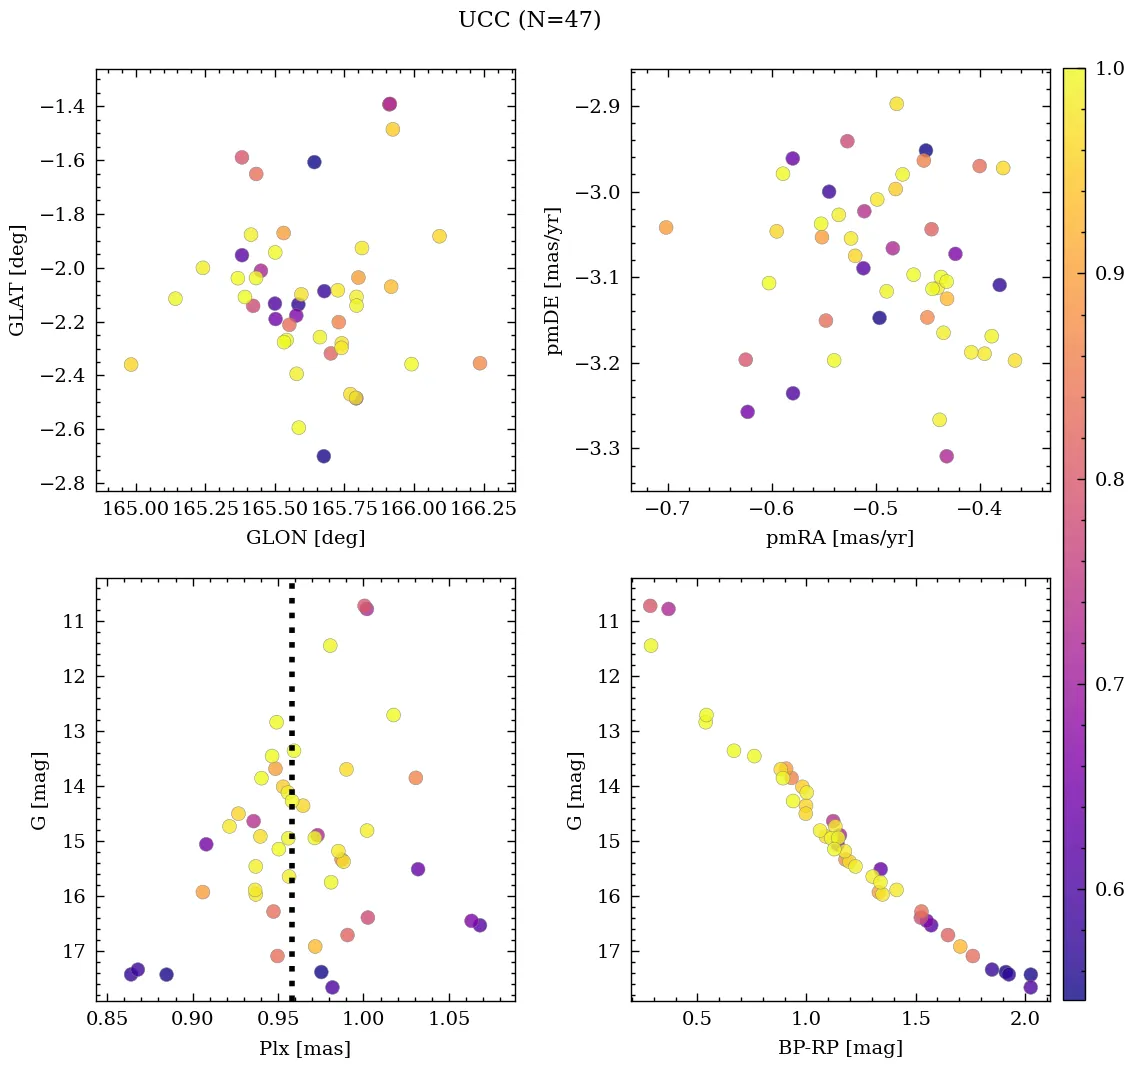 UCC (N=47)
−1.4
−1.6
−1.8
−2.0
−2.2
−2.4
−2.6
−2.8
GLAT [deg]
165.00 165.25 165.50 165.75 166.00 166.25
GLON [deg]
−2.9
−3.0
−3.1
−3.2
−3.3
pmDE [mas/yr]
−0.7 −0.6 −0.5 −0.4
pmRA [mas/yr]
1.0
0.9
0.8
0.7
0.6
11
12
13
14
15
16
17
G [mag]
0.85 0.90 0.95 1.00 1.05
Plx [mas]
11
12
13
14
15
16
17
G [mag]
0.5 1.0 1.5 2.0
BP-RP [mag]